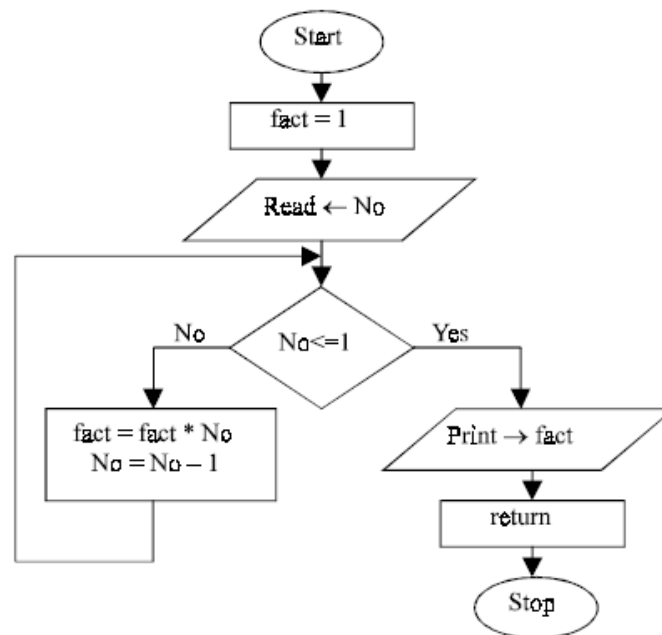 Start
fact = 1
Read ← No
No<=1
No
Yes
fact = fact * No
No = No – 1
Print → fact
return
Stop